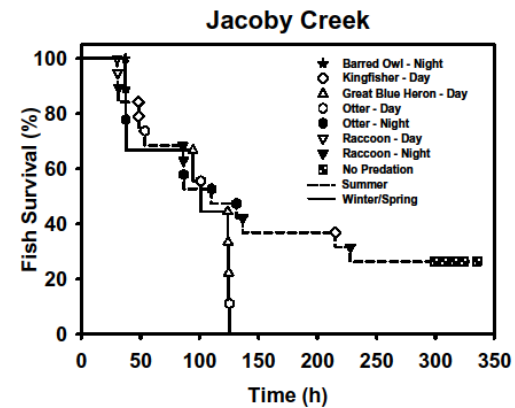 Jacoby Creek
Fish Survival (%)
100
80
60
40
20
0
Barred Owl - Night
Kingfisher - Day
Great Blue Heron - Day
Otter - Day
Otter - Night
Raccoon - Day
Raccoon - Night
No Predation
Summer
Winter/Spring
0 50 100 150 200 250 300 350
Time (h)